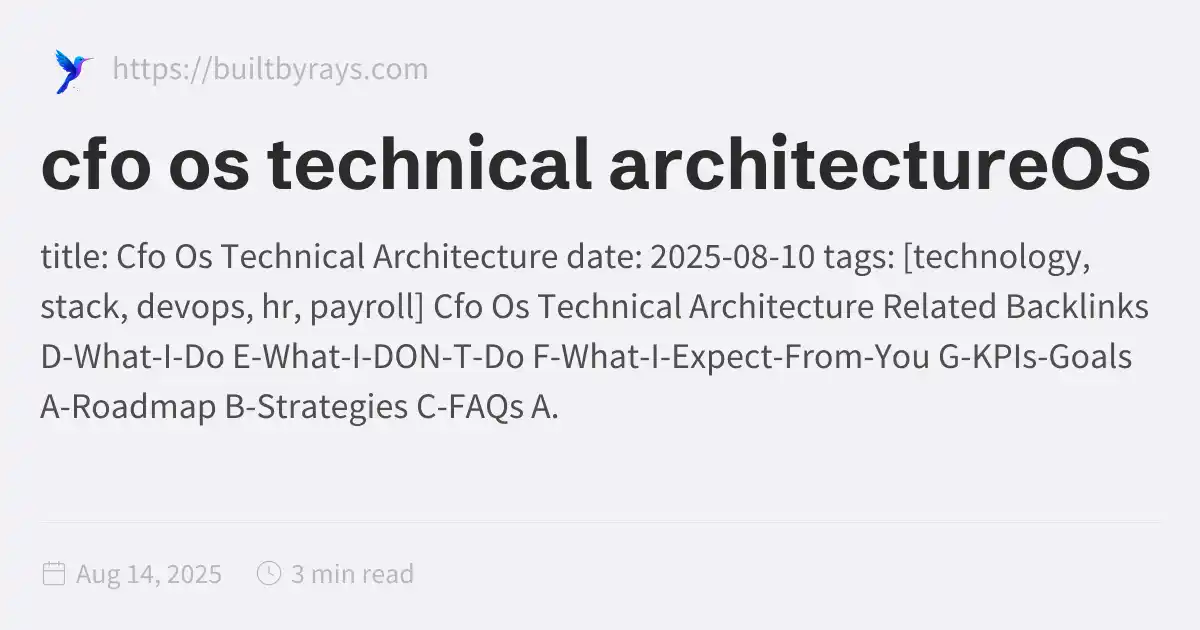 https://builtbyrays.com
cfo os technical architectureOS
title: Cfo Os Technical Architecture date: 2025-08-10 tags: [technology,
stack, devops, hr, payroll] Cfo Os Technical Architecture Related Backlinks
D-What-I-Do E-What-I-DON-T-Do F-What-I-Expect-From-You G-KPIs-Goals
A-Roadmap B-Strategies C-FAQs A.
Aug 14, 2025 3 min read